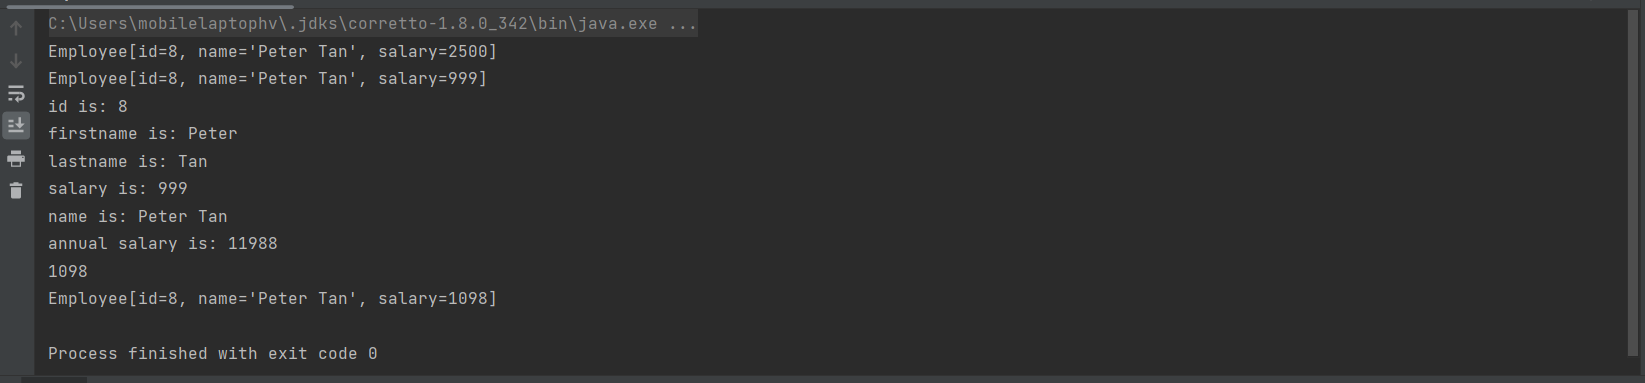 C:\Users\mobilelaptophv\.jdks\corretto-1.8.0_342\bin\java.exe ...
Employee[id=8, name='Peter Tan', salary=2500]
Employee[id=8, name='Peter Tan', salary=999]
id is: 8
firstname is: Peter
lastname is: Tan
salary is: 999
name is: Peter Tan
annual salary is: 11988
1098
Employee[id=8, name='Peter Tan', salary=1098]
Process finished with exit code 0